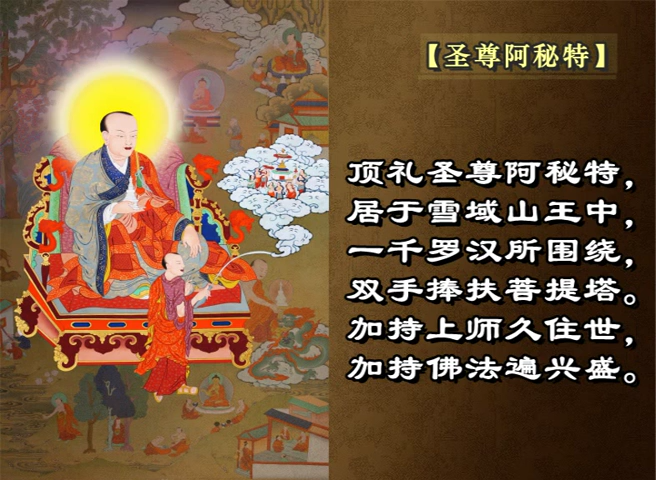 【圣尊阿秘特】
顶礼圣尊阿秘特，
居于雪域山王中，
一千罗汉所围绕，
双手捧扶菩提塔。
加持上师久住世，
加持佛法遍兴盛。